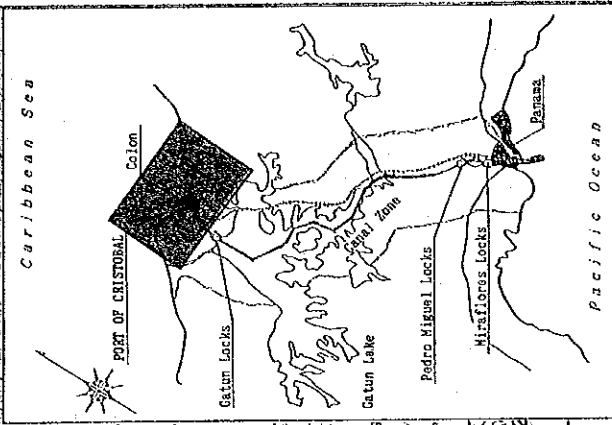 Caribbean Sea
PORT OF CRISTOBAL
Colon
Gatun Locks
Gatun Lake
Canal Zone
Pedro Miguel Locks
Miraflores Locks
Panama
Pacific Ocean